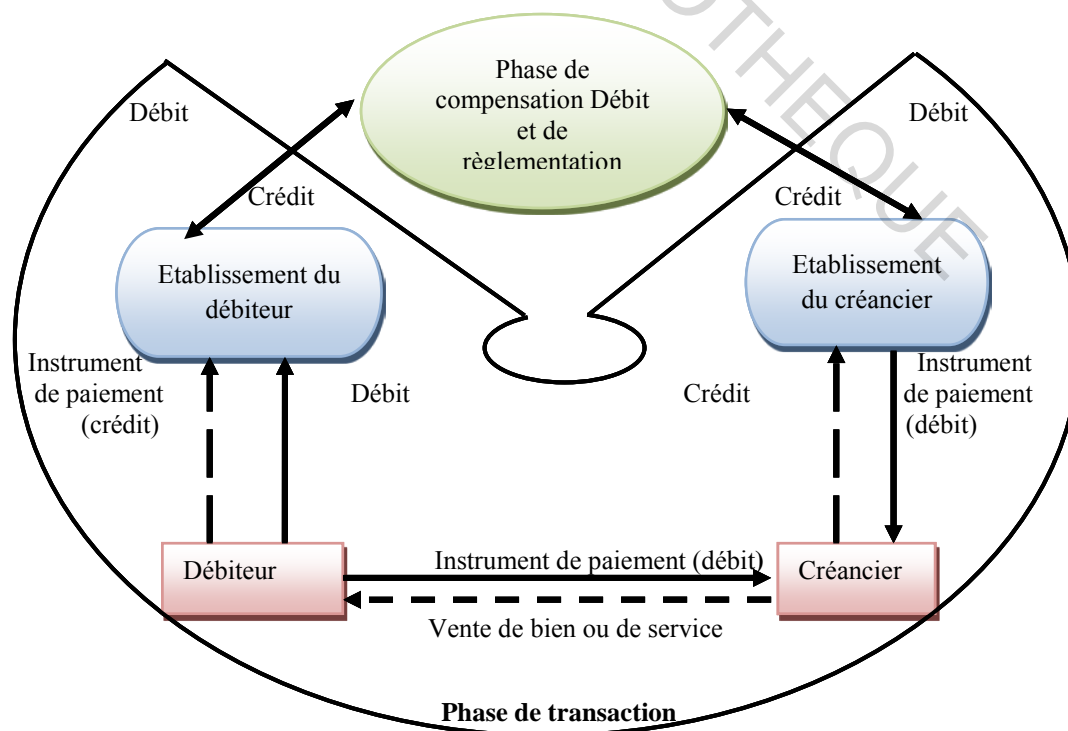 Phase de
compensation Débit
et de
règlementation
Débit
Débit
Crédit
Crédit
Etablissement du
débiteur
Etablissement
du créancier
Instrument
de paiement
(crédit)
Débit
Crédit
Instrument
de paiement
(débit)
Débiteur
Instrument de paiement (débit)
Créancier
Vente de bien ou de service
Phase de transaction
OTHEQUE